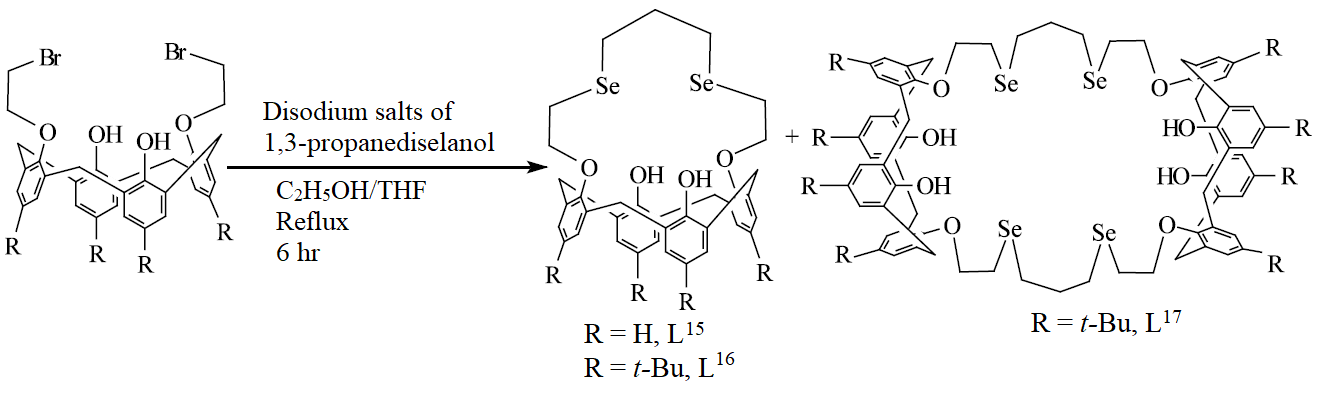 Br
Br
O
OH
OH
O
R
R
R
R
Disodium salts of
1,3-propanediselanol
C2H5OH/THF
Reflux
6 hr
Se
Se
O
OH
OH
O
R
R
R
R
R = H, L15
R = t-Bu, L16
+
R
O
Se
Se
O
R
R
OH
HO
R
R
OH
HO
R
R
O
Se
Se
O
R
R = t-Bu, L17